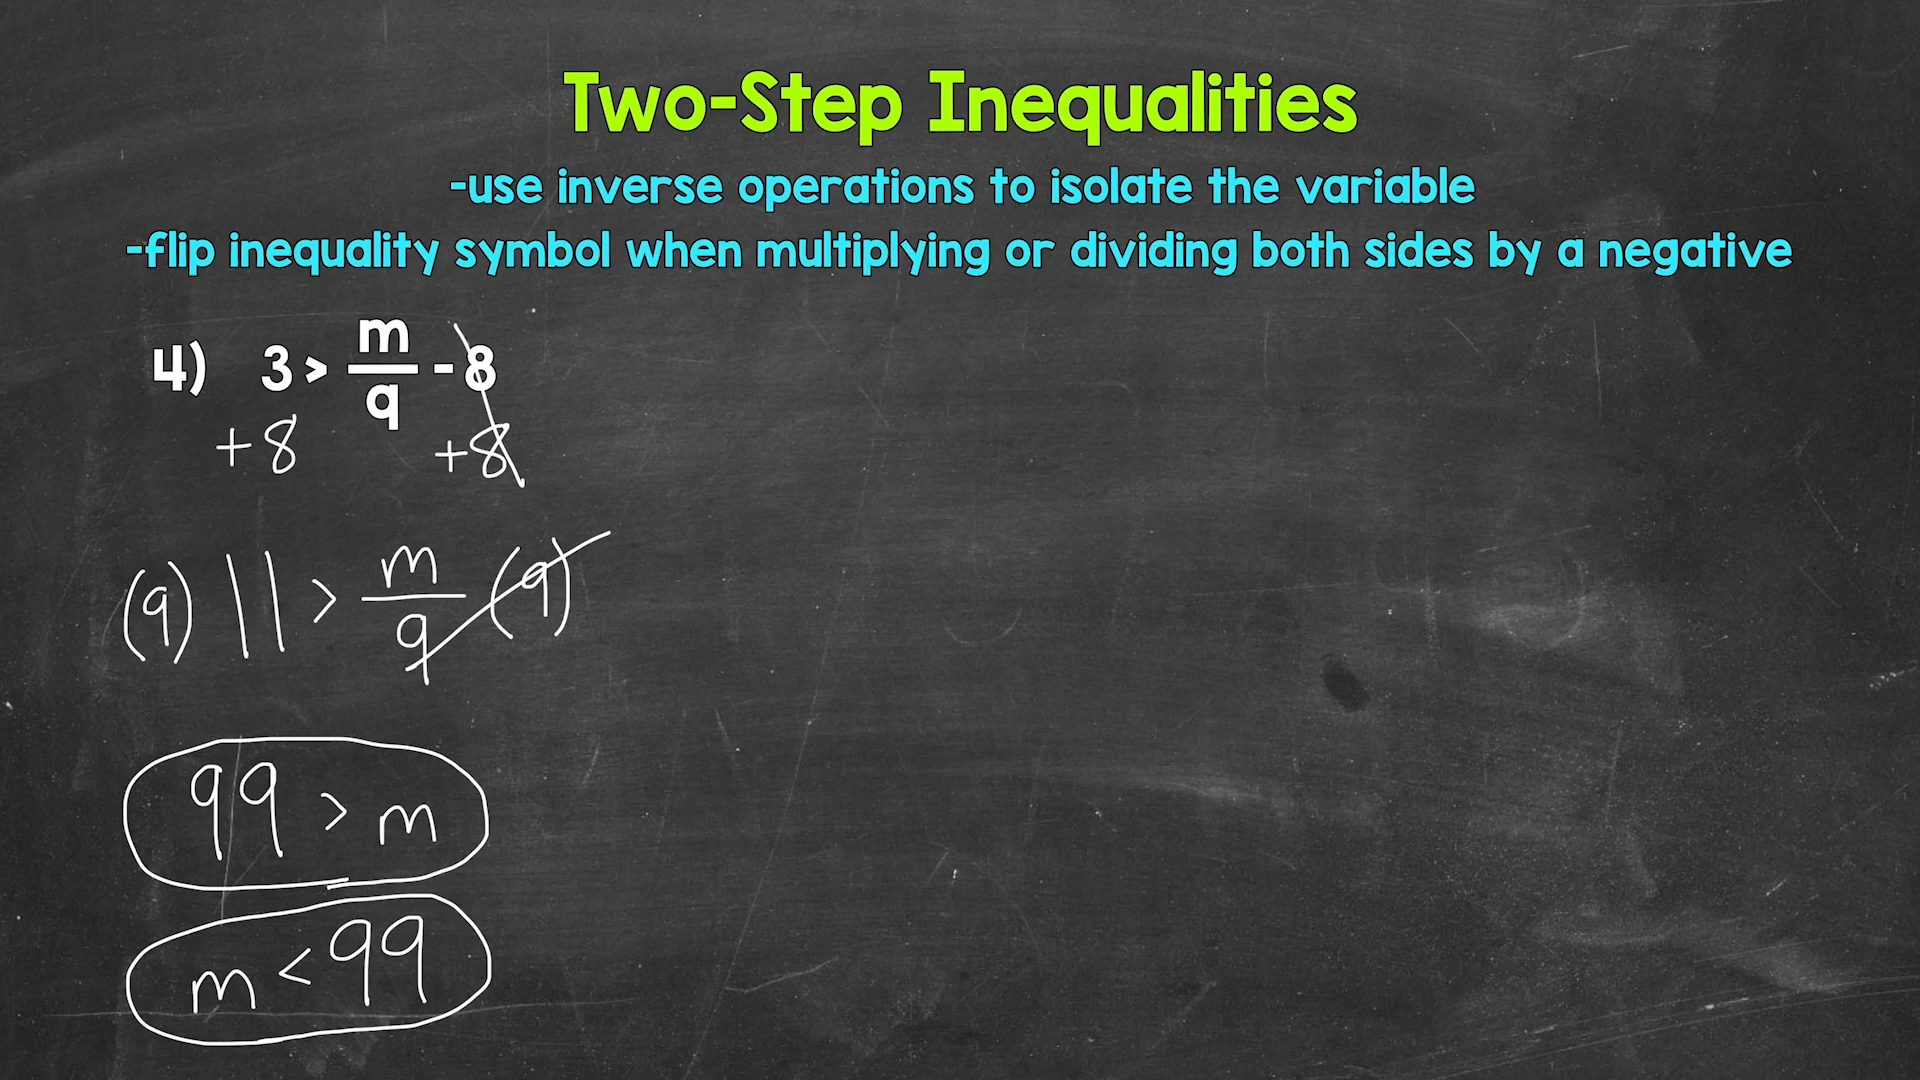 Two-Step Inequalities
-use inverse operations to isolate the variable
-flip inequality symbol when multiplying or dividing both sides by a negative
4) 3 > m/9 - 8
+8 +8
(9) 11 > m/9 (9)
99 > m
m < 99